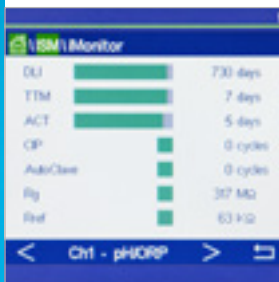 \ISM\iMonitor
DLI 730 days
TTM 7 days
ACT 5 days
CIP 0 cycles
AutoClave 0 cycles
Rg 317 MΩ
Rref 63 KΩ
< Ch1 - pH/ORP >